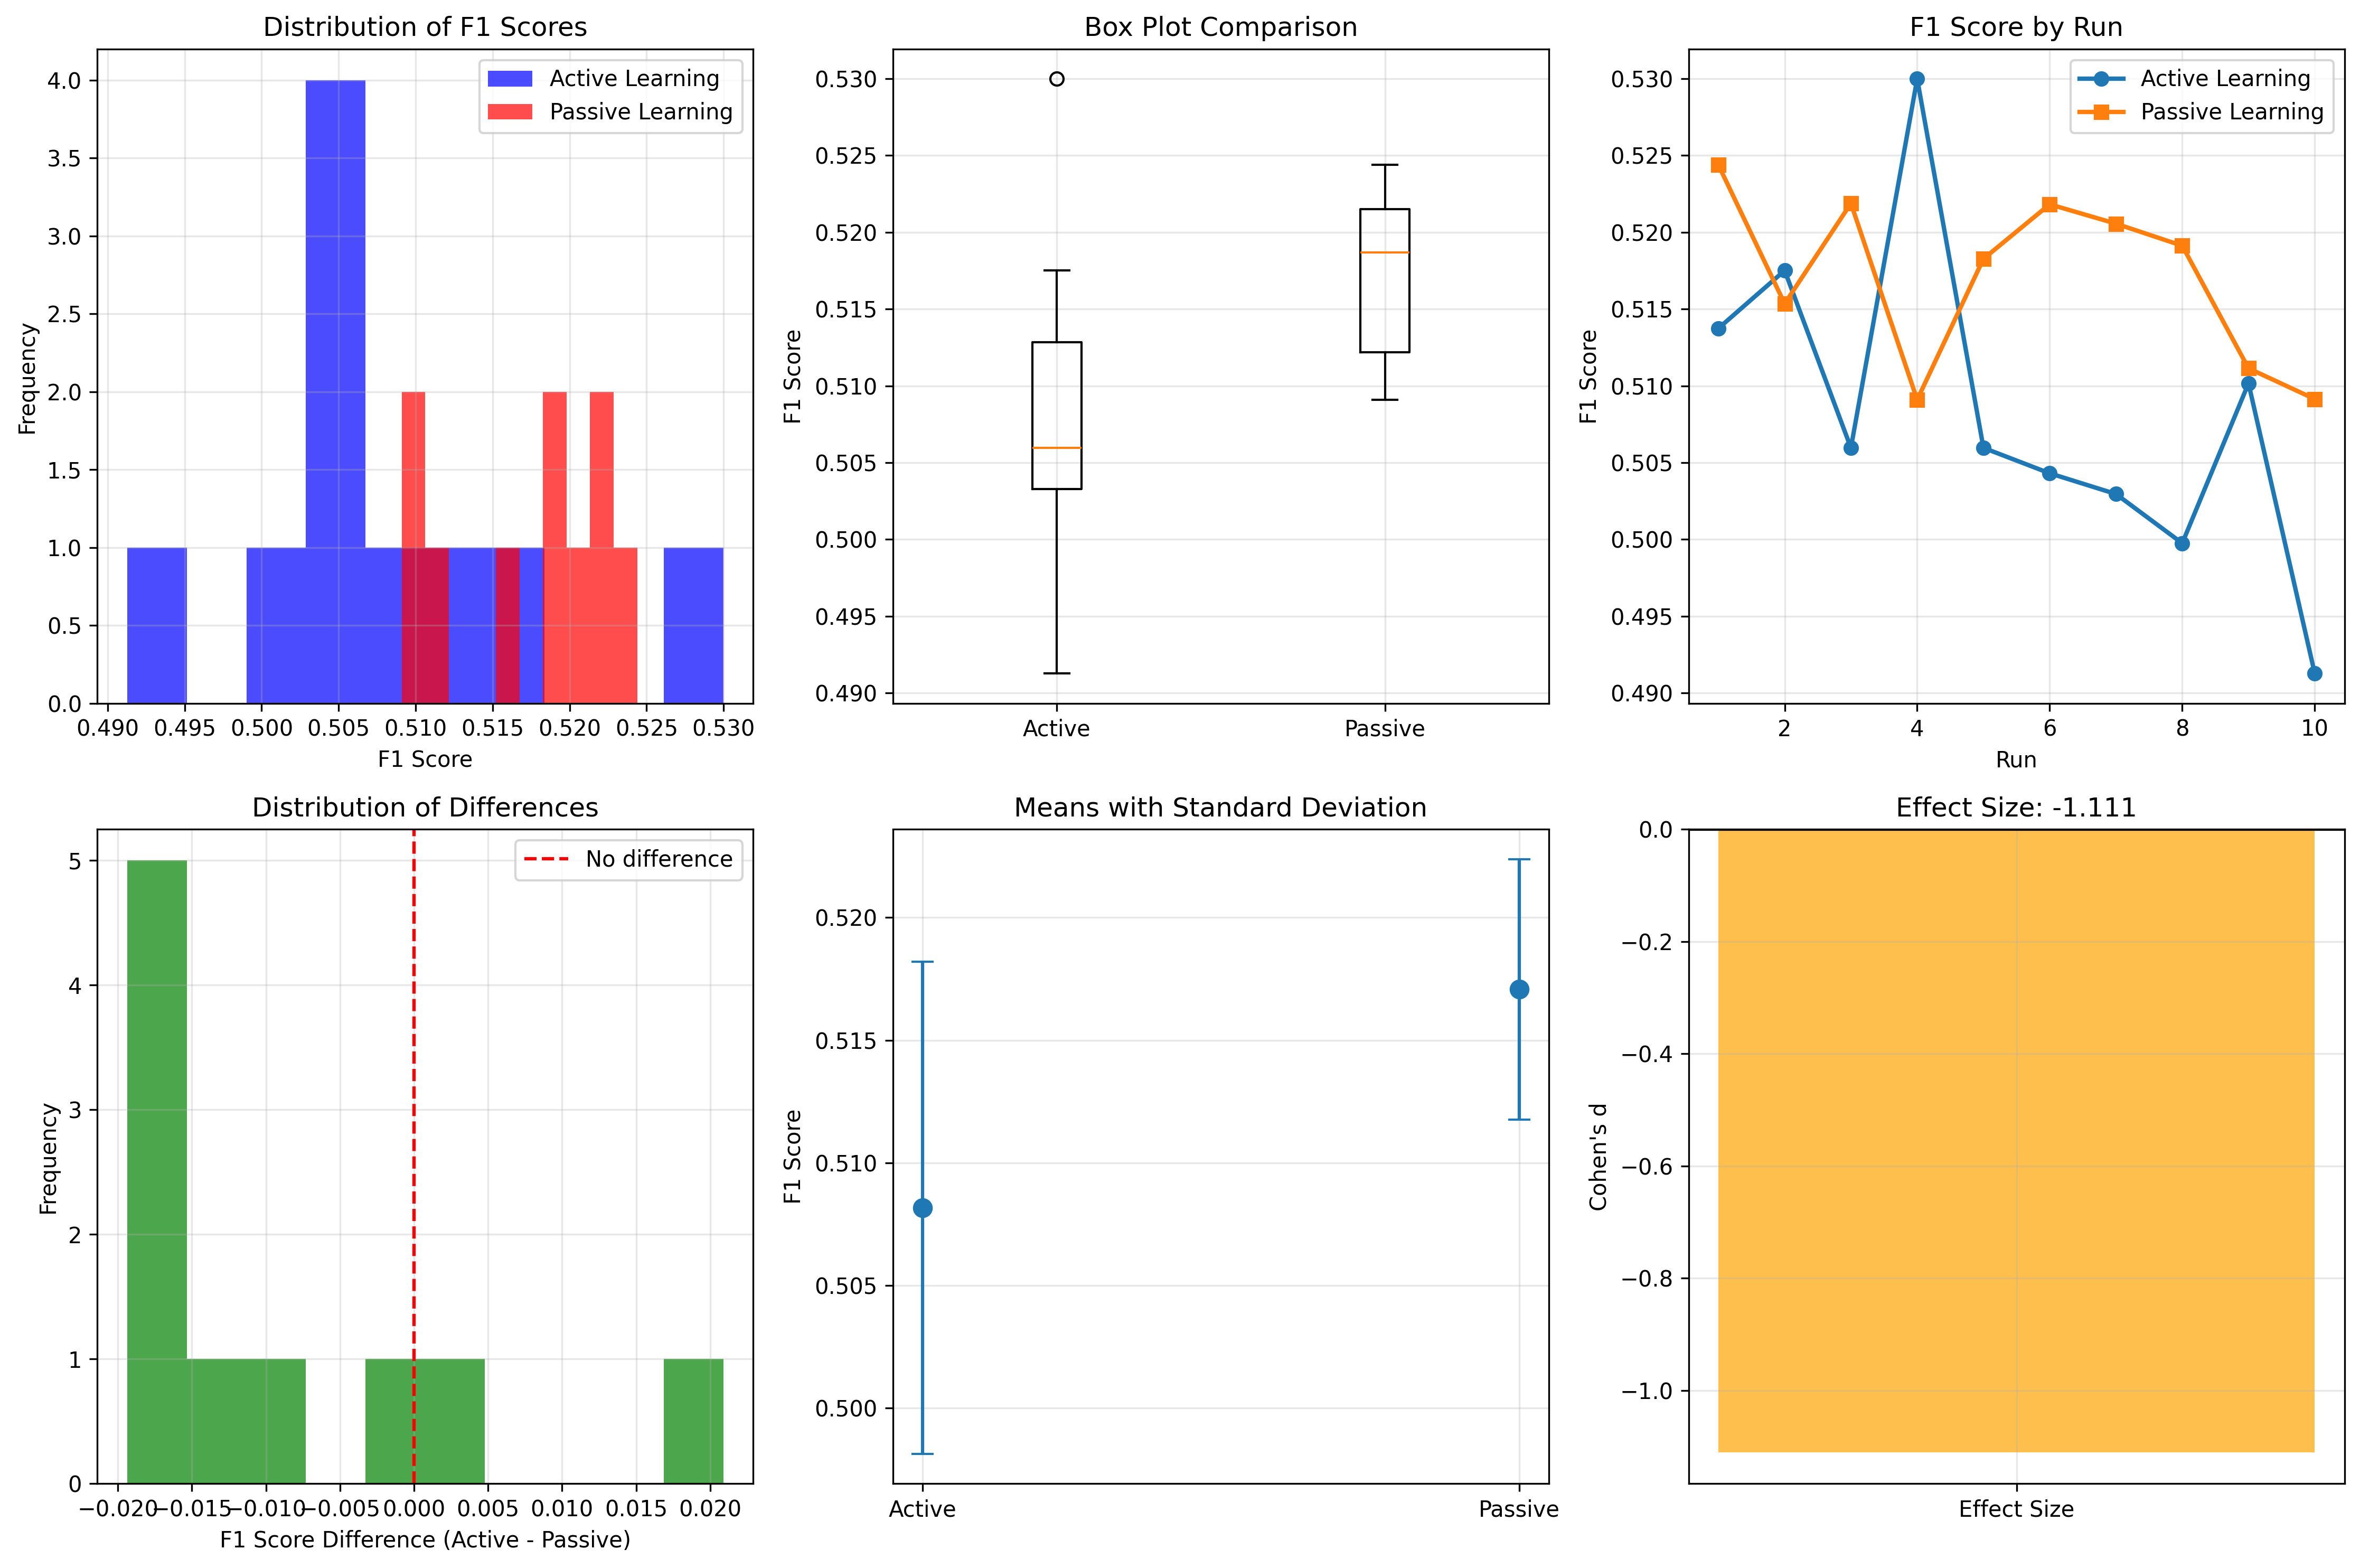 Distribution of F1 Scores
Frequency
4.0
3.5
3.0
2.5
2.0
1.5
1.0
0.5
0.0
Active Learning
Passive Learning
0.490 0.495 0.500 0.505 0.510 0.515 0.520 0.525 0.530
F1 Score
Box Plot Comparison
F1 Score
0.530
0.525
0.520
0.515
0.510
0.505
0.500
0.495
0.490
Active Passive
F1 Score by Run
F1 Score
0.530
0.525
0.520
0.515
0.510
0.505
0.500
0.495
0.490
Active Learning
Passive Learning
2 4 6 8 10
Run
Distribution of Differences
Frequency
5
4
3
2
1
0
No difference
−0.020 −0.015 −0.010 −0.005 0.000 0.005 0.010 0.015 0.020
F1 Score Difference (Active - Passive)
Means with Standard Deviation
F1 Score
0.520
0.515
0.510
0.505
0.500
Active Passive
Effect Size: -1.111
Cohen's d
0.0
−0.2
−0.4
−0.6
−0.8
−1.0
Effect Size